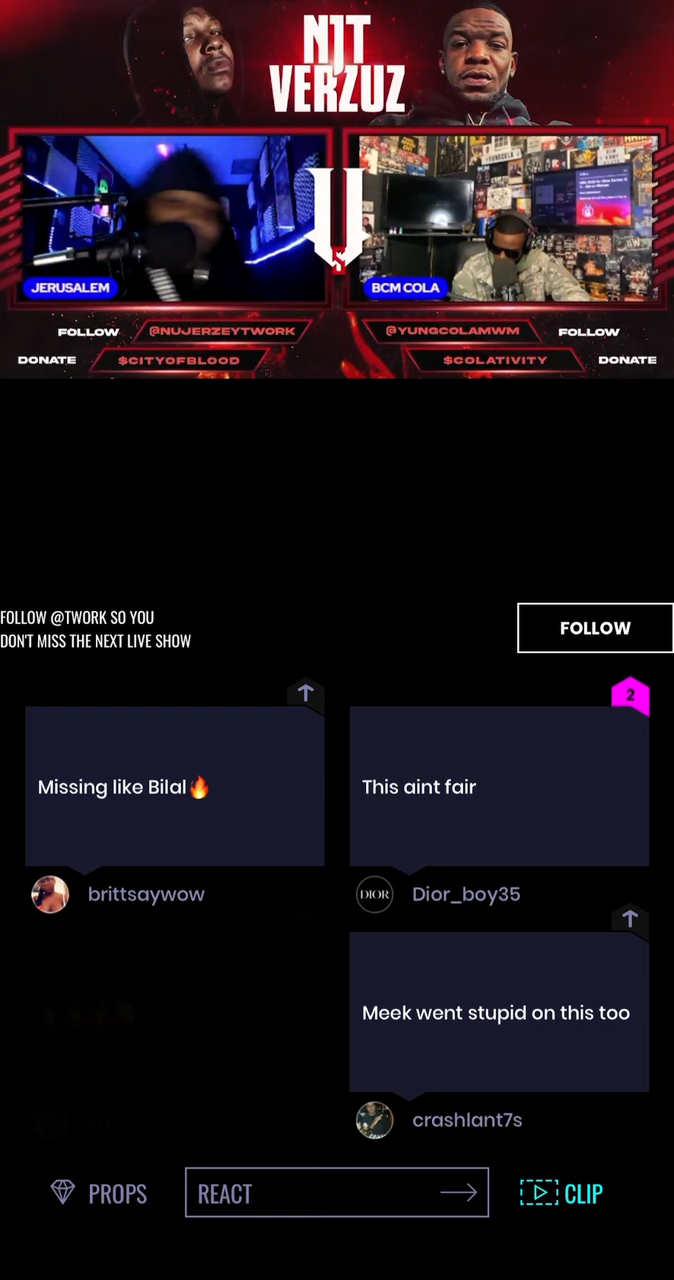 NJT
VERZUZ
JERUSALEM
BCM COLA
FOLLOW @NUJERZEYTWORK
@YUNGCOLAMWM FOLLOW
DONATE $CITYOFBLOOD
$COLATIVITY DONATE
FOLLOW @TWORK SO YOU
DON'T MISS THE NEXT LIVE SHOW
FOLLOW
2
Missing like Bilal🔥
This aint fair
brittsaywow
DIOR
Dior_boy35
Meek went stupid on this too
crashlant7s
PROPS
REACT
CLIP